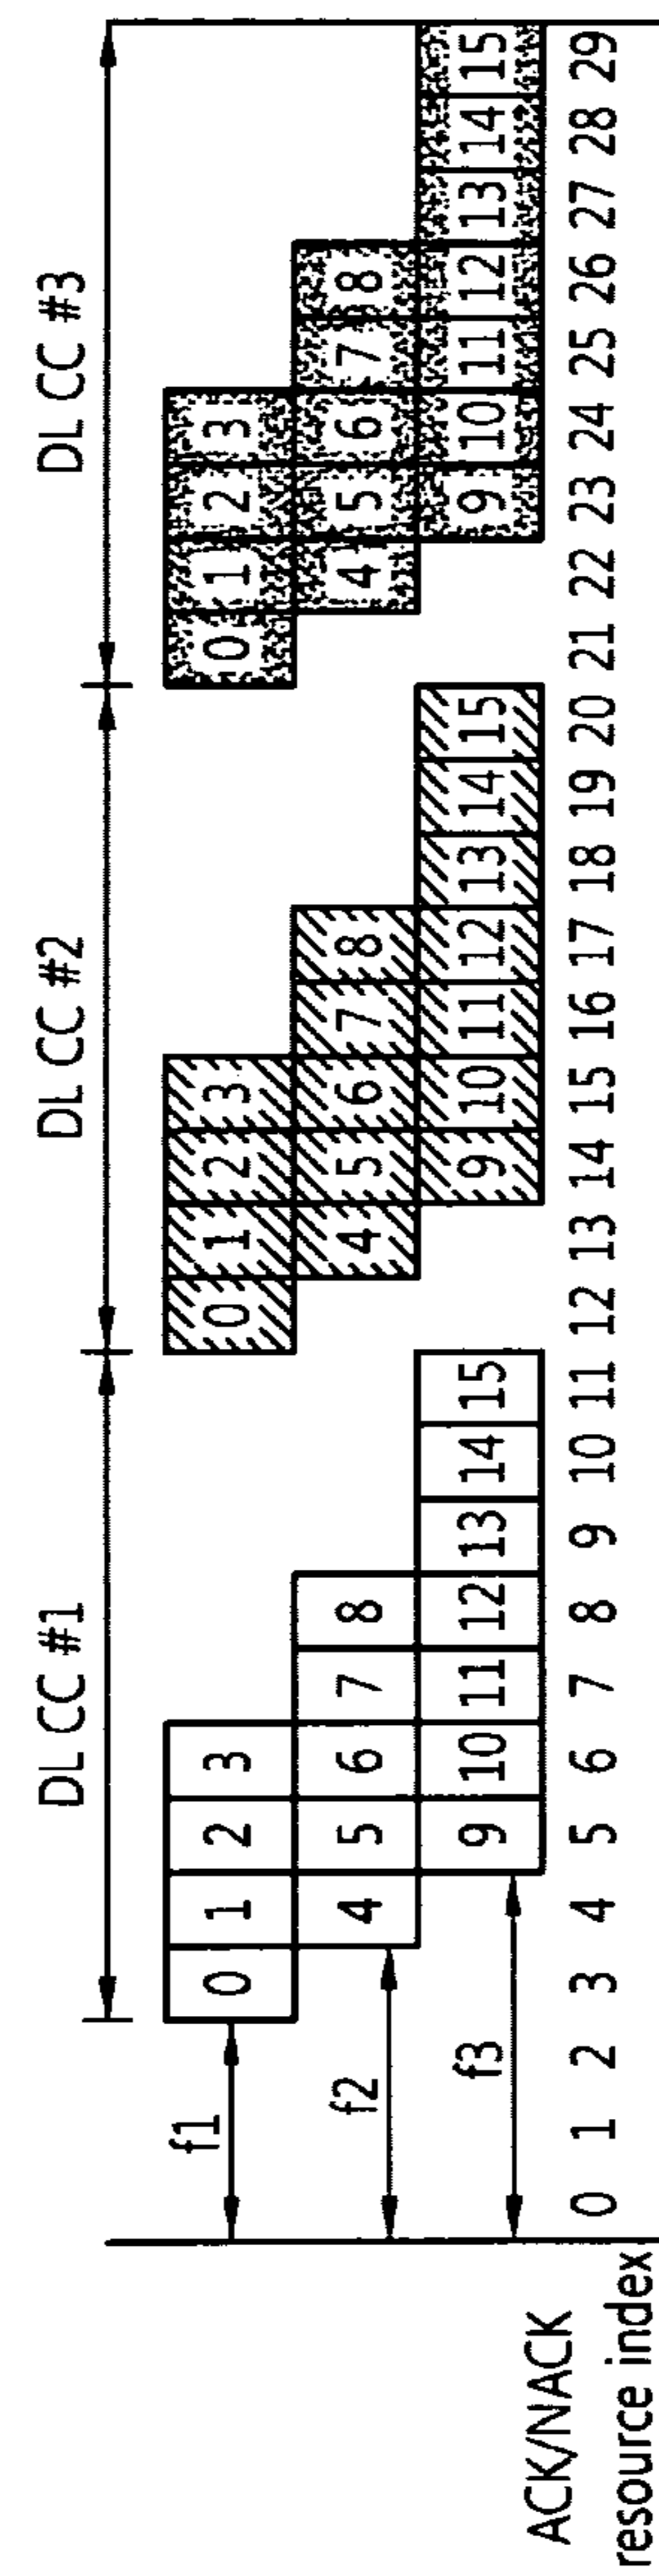 DL CC #1 DL CC #2 DL CC #3
f1 0 1 2 3 0 1 2 3 0 1 2 3
f2 4 5 6 7 8 4 5 6 7 8 4 5 6 7 8
f3 9 10 11 12 13 14 15 9 10 11 12 13 14 15 9 10 11 12 13 14 15
ACK/NACK
resource index 0 1 2 3 4 5 6 7 8 9 10 11 12 13 14 15 16 17 18 19 20 21 22 23 24 25 26 27 28 29